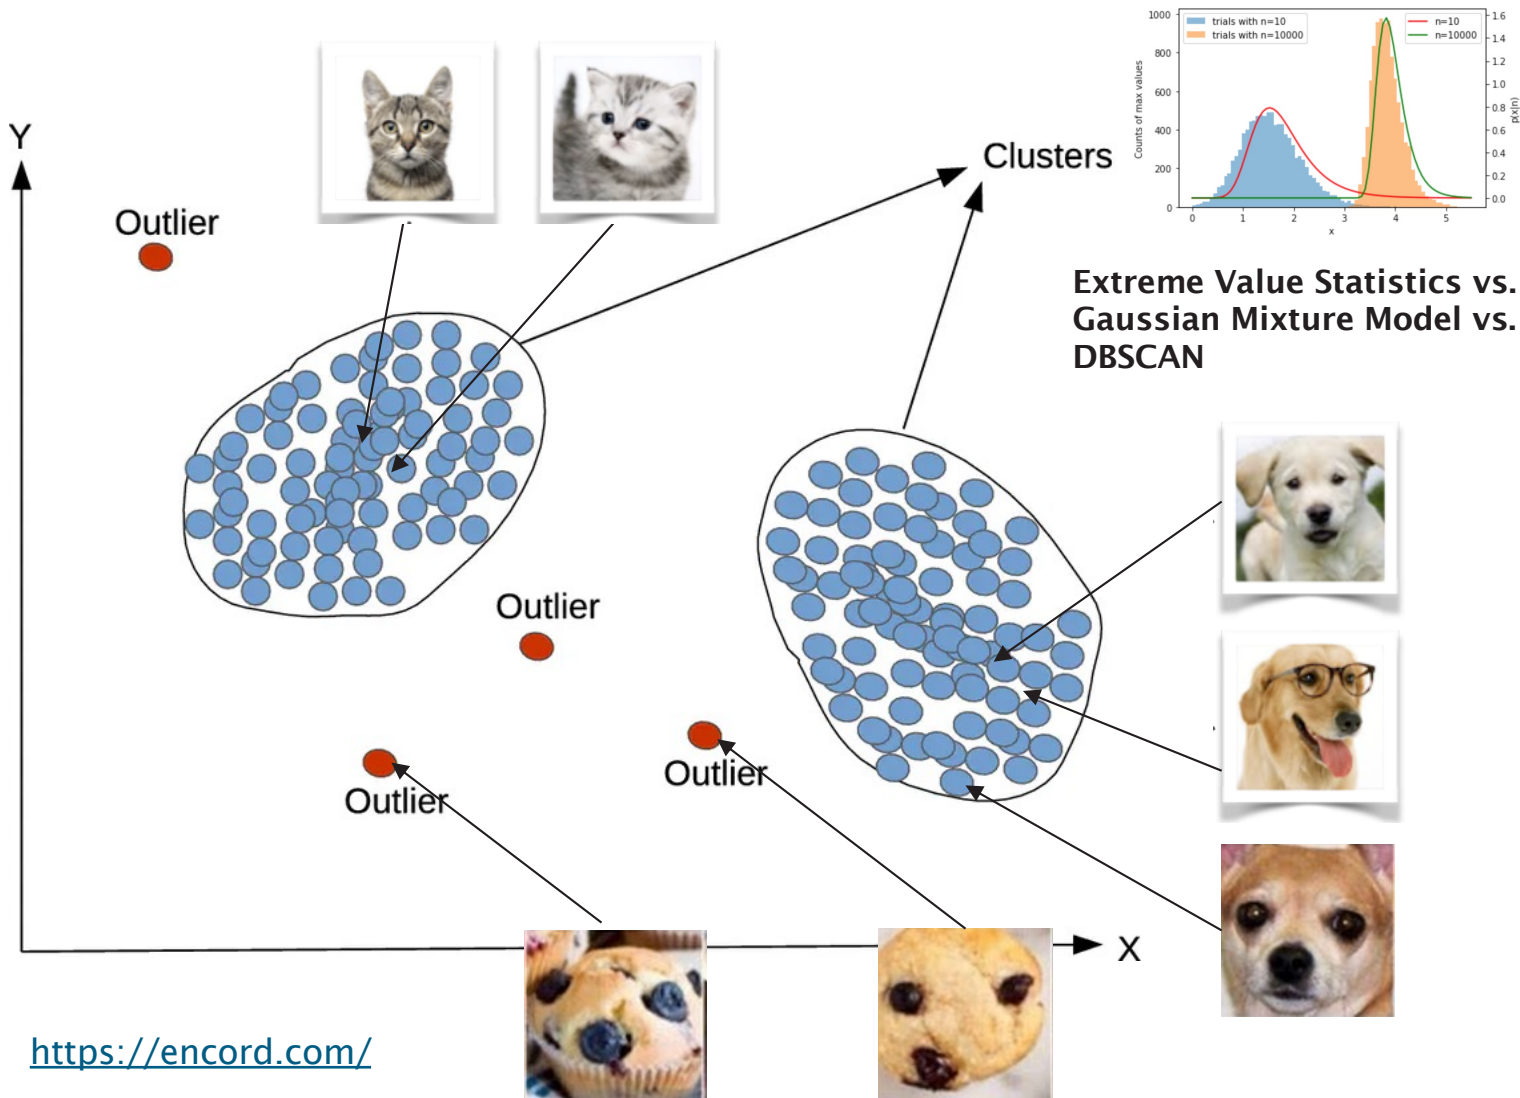 trials with n=10
trials with n=10000
n=10
n=10000
1000
800
600
400
200
0
Counts of max values
1.6
1.4
1.2
1.0
0.8
0.6
0.4
0.2
0.0
p(x|n)
0 1 2 3 4 5
x
Y
Outlier
Clusters
Extreme Value Statistics vs.
Gaussian Mixture Model vs.
DBSCAN
Outlier
Outlier
Outlier
X
https://encord.com/